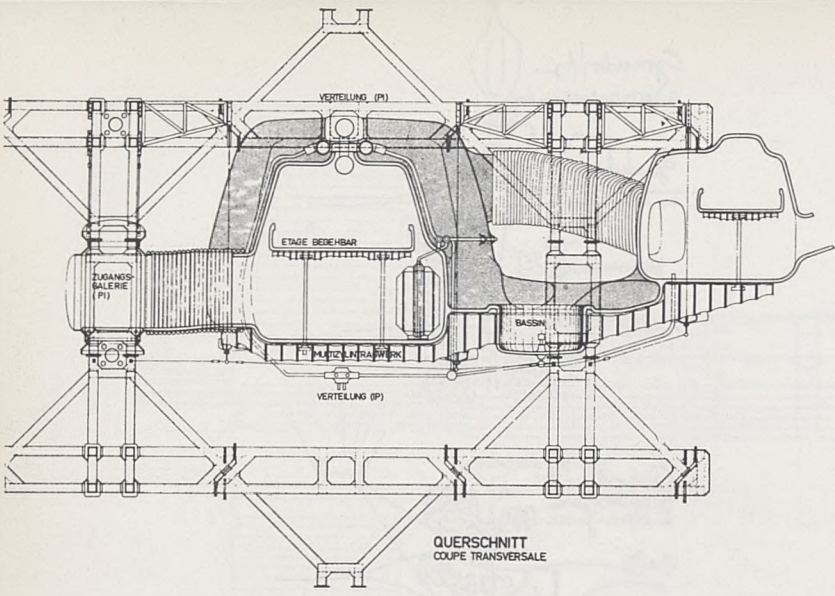 VERTEILUNG (PI)
ETAGE BEGEHBAR
ZUGANGS-
GALERIE
(PI)
BASSIN
MULTIZYLINTRAGWERK
VERTEILUNG (IP)
QUERSCHNITT
COUPE TRANSVERSALE